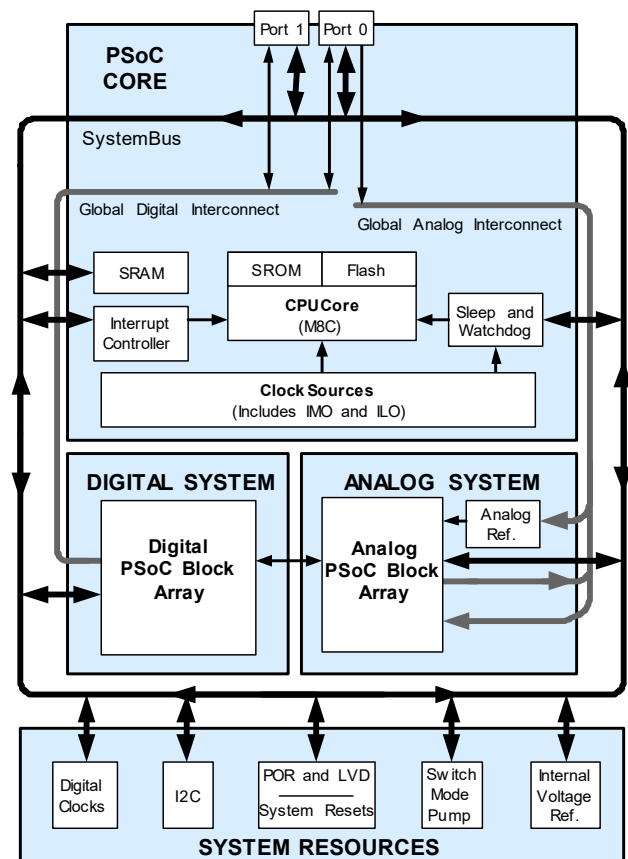 Port 1
Port 0
PSoC
CORE
SystemBus
Global Digital Interconnect
Global Analog Interconnect
SRAM
SROM
Flash
CPUCore
(M8C)
Interrupt
Controller
Sleep and
Watchdog
Clock Sources
(Includes IMO and ILO)
DIGITAL SYSTEM
ANALOG SYSTEM
Digital
PSoC Block
Array
Analog
PSoC Block
Array
Analog
Ref.
Digital
Clocks
I2C
POR and LVD
System Resets
Switch
Mode
Pump
Internal
Voltage
Ref.
SYSTEM RESOURCES